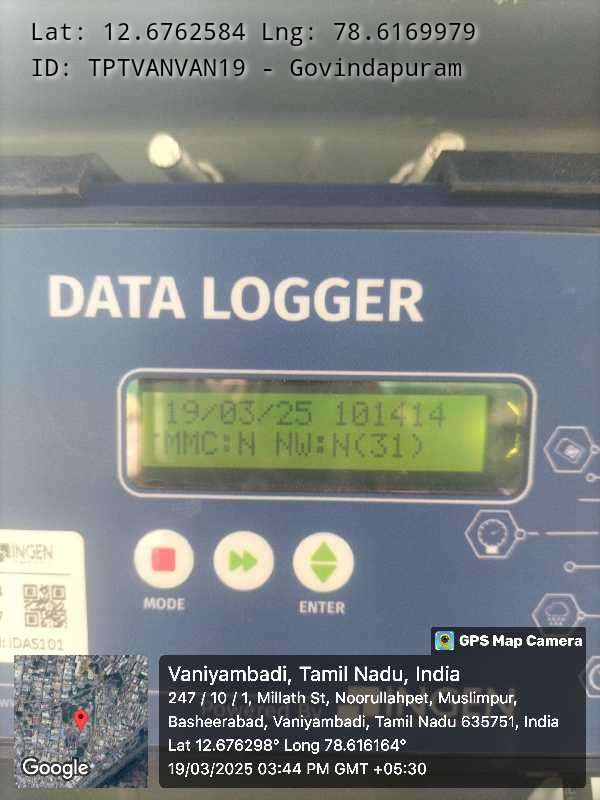 Lat: 12.6762584 Lng: 78.6169979
ID: TPTVANVAN19 - Govindapuram
DATA LOGGER
19/03/25 101414
MMC:N NW:N(31)
INGEN
MODE
ENTER
IDAS101
GPS Map Camera
Vaniyambadi, Tamil Nadu, India
247 / 10 / 1, Millath St, Noorullahpet, Muslimpur,
Basheerabad, Vaniyambadi, Tamil Nadu 635751, India
Lat 12.676298° Long 78.616164°
19/03/2025 03:44 PM GMT +05:30
Google